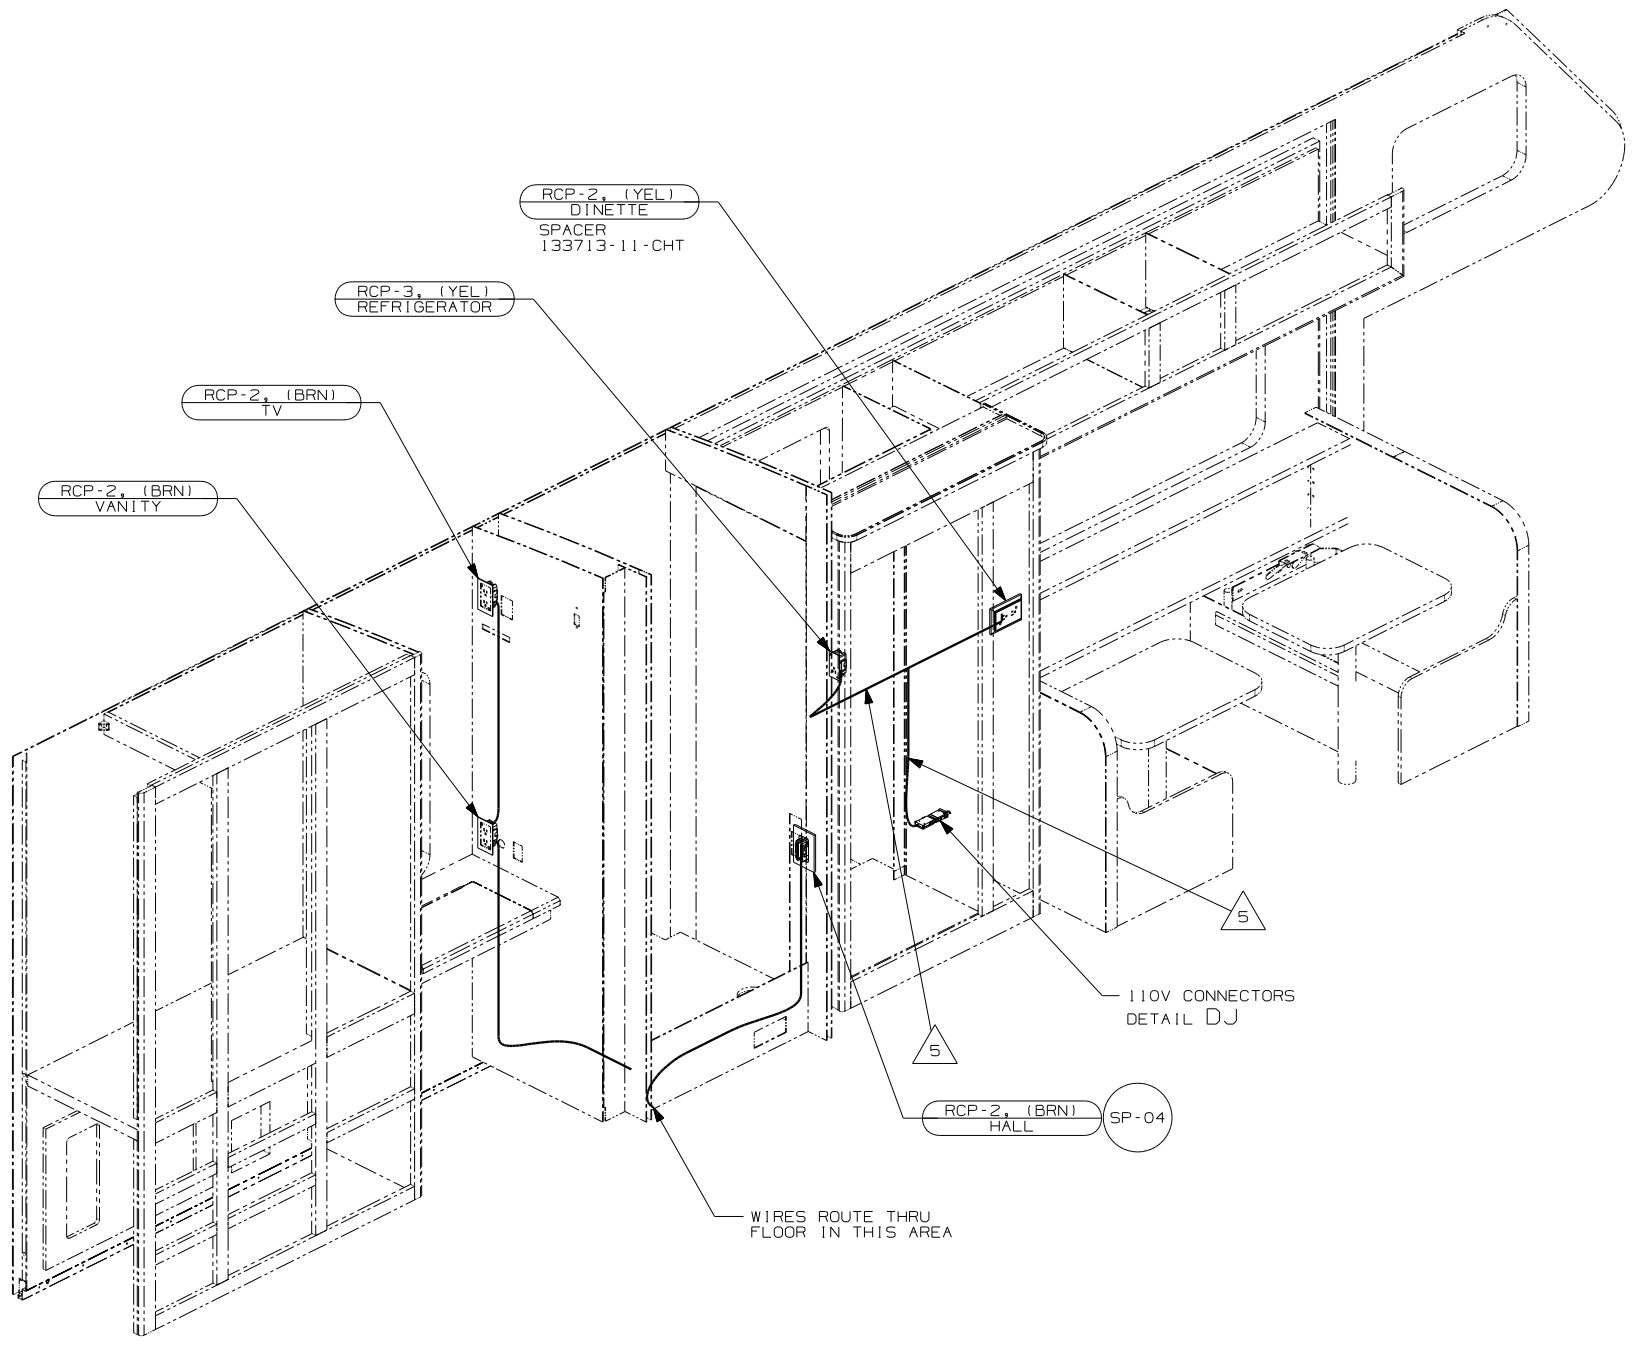 RCP-2, (YEL)
DINETTE
SPACER
133713-11-CHT
RCP-3, (YEL)
REFRIGERATOR
RCP-2, (BRN)
TV
RCP-2, (BRN)
VANITY
5
110V CONNECTORS
DETAIL DJ
5
RCP-2, (BRN)
HALL
SP-04
WIRES ROUTE THRU
FLOOR IN THIS AREA